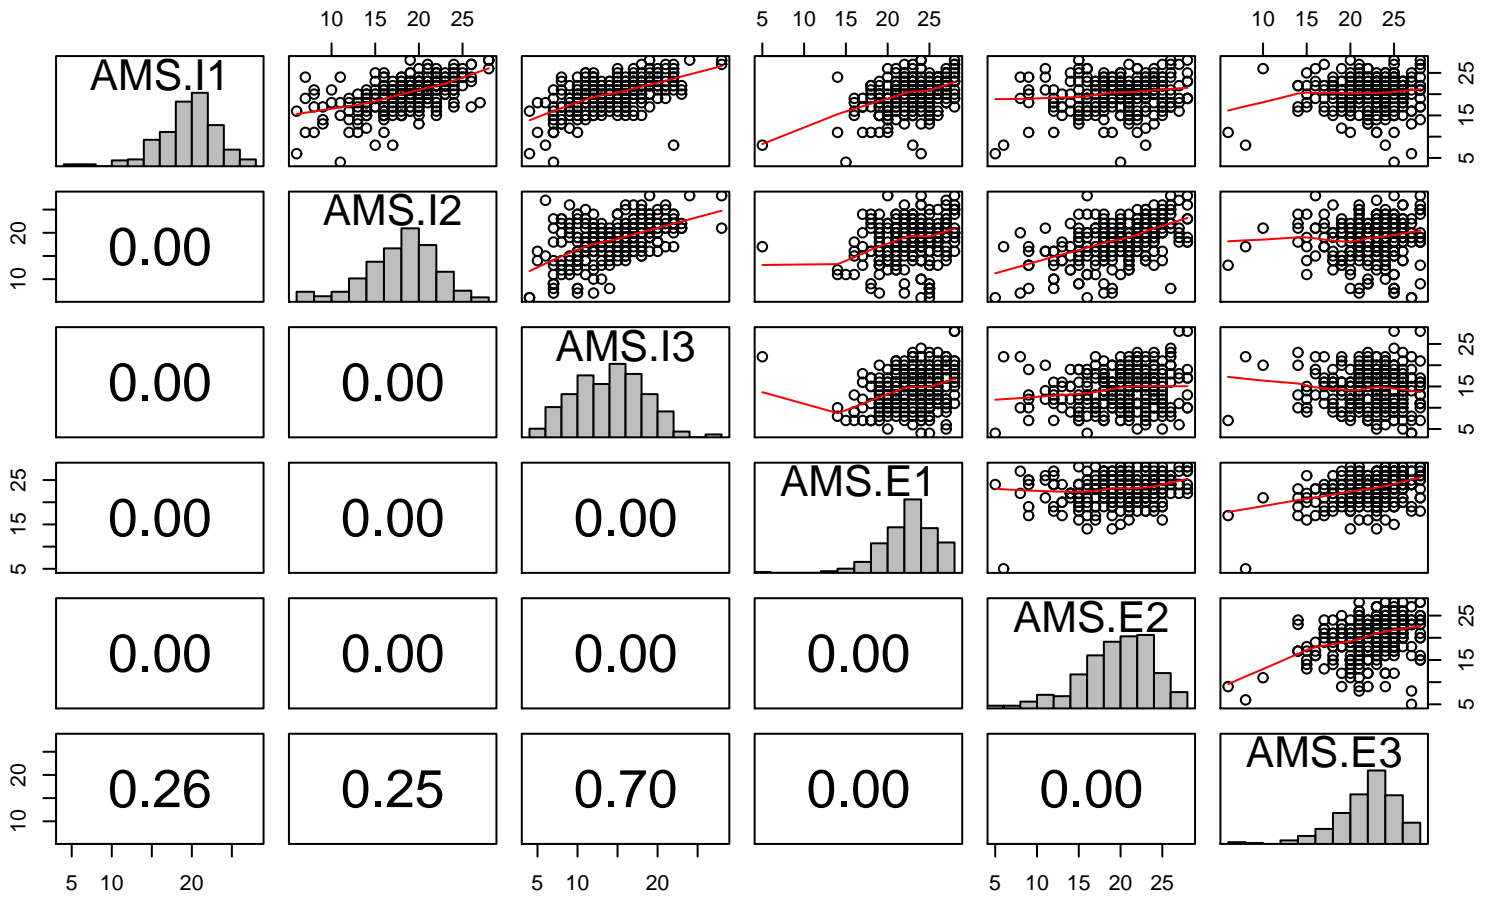 10 15 20 25 5 10 15 20 25 10 15 20 25
AMS.I1 5 15 25
10 20 0.00 AMS.I2
0.00 0.00 AMS.I3 5 15 25
5 15 25 0.00 0.00 0.00 AMS.E1
0.00 0.00 0.00 0.00 AMS.E2 5 15 25
10 20 0.26 0.25 0.70 0.00 0.00 AMS.E3
5 10 20 5 10 20 5 10 15 20 25